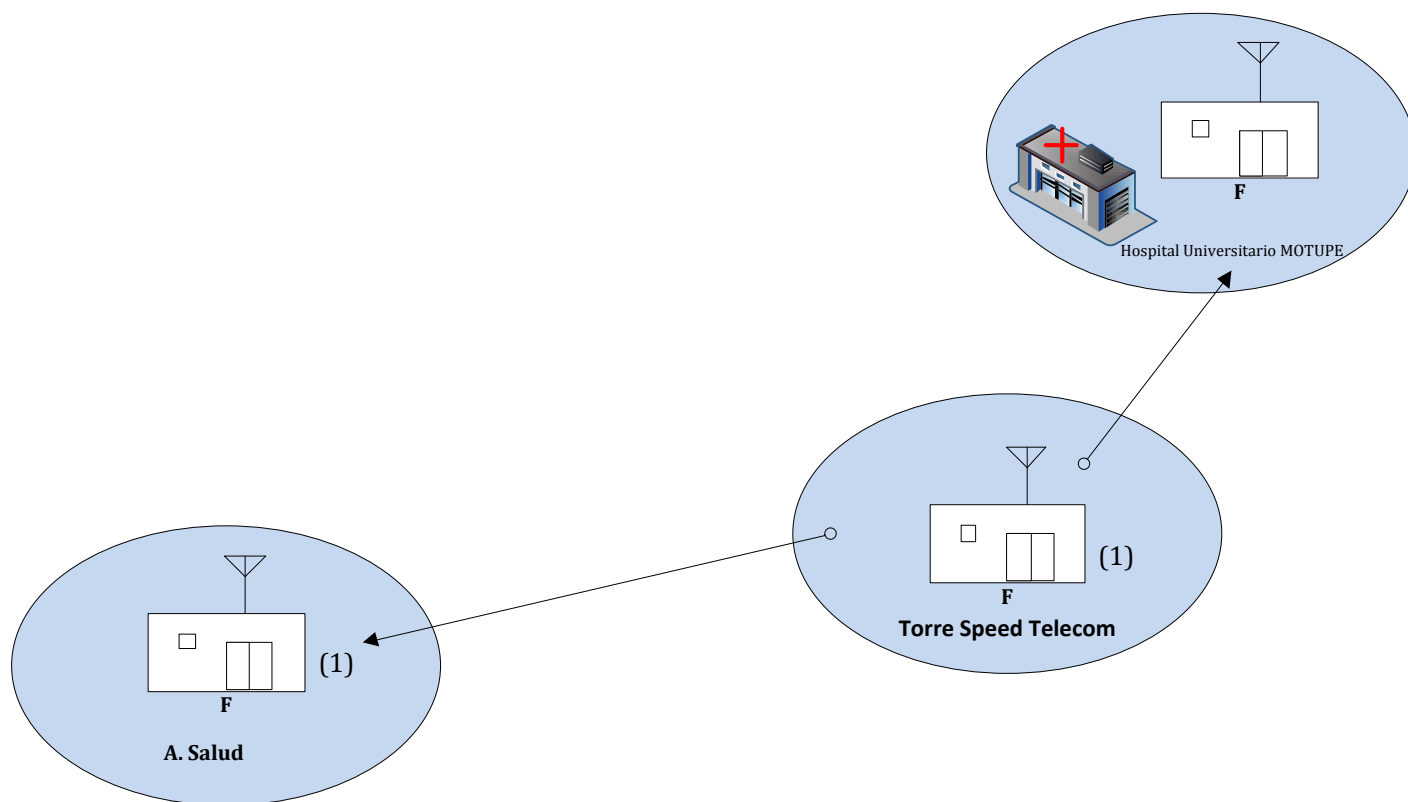 F
Hospital Universitario MOTUPE
(1)
F
Torre Speed Telecom
(1)
F
A. Salud